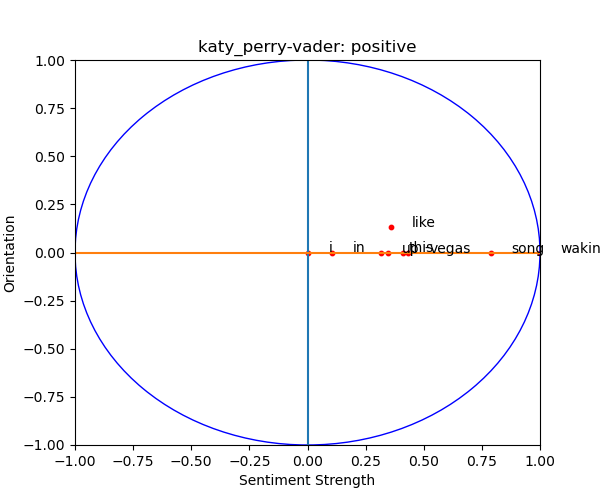 katy_perry-vader: positive
1.00
0.75
0.50
0.25
0.00
−0.25
−0.50
−0.75
−1.00
Orientation
like
i in up this vegas song wakin
−1.00 −0.75 −0.50 −0.25 0.00 0.25 0.50 0.75 1.00
Sentiment Strength